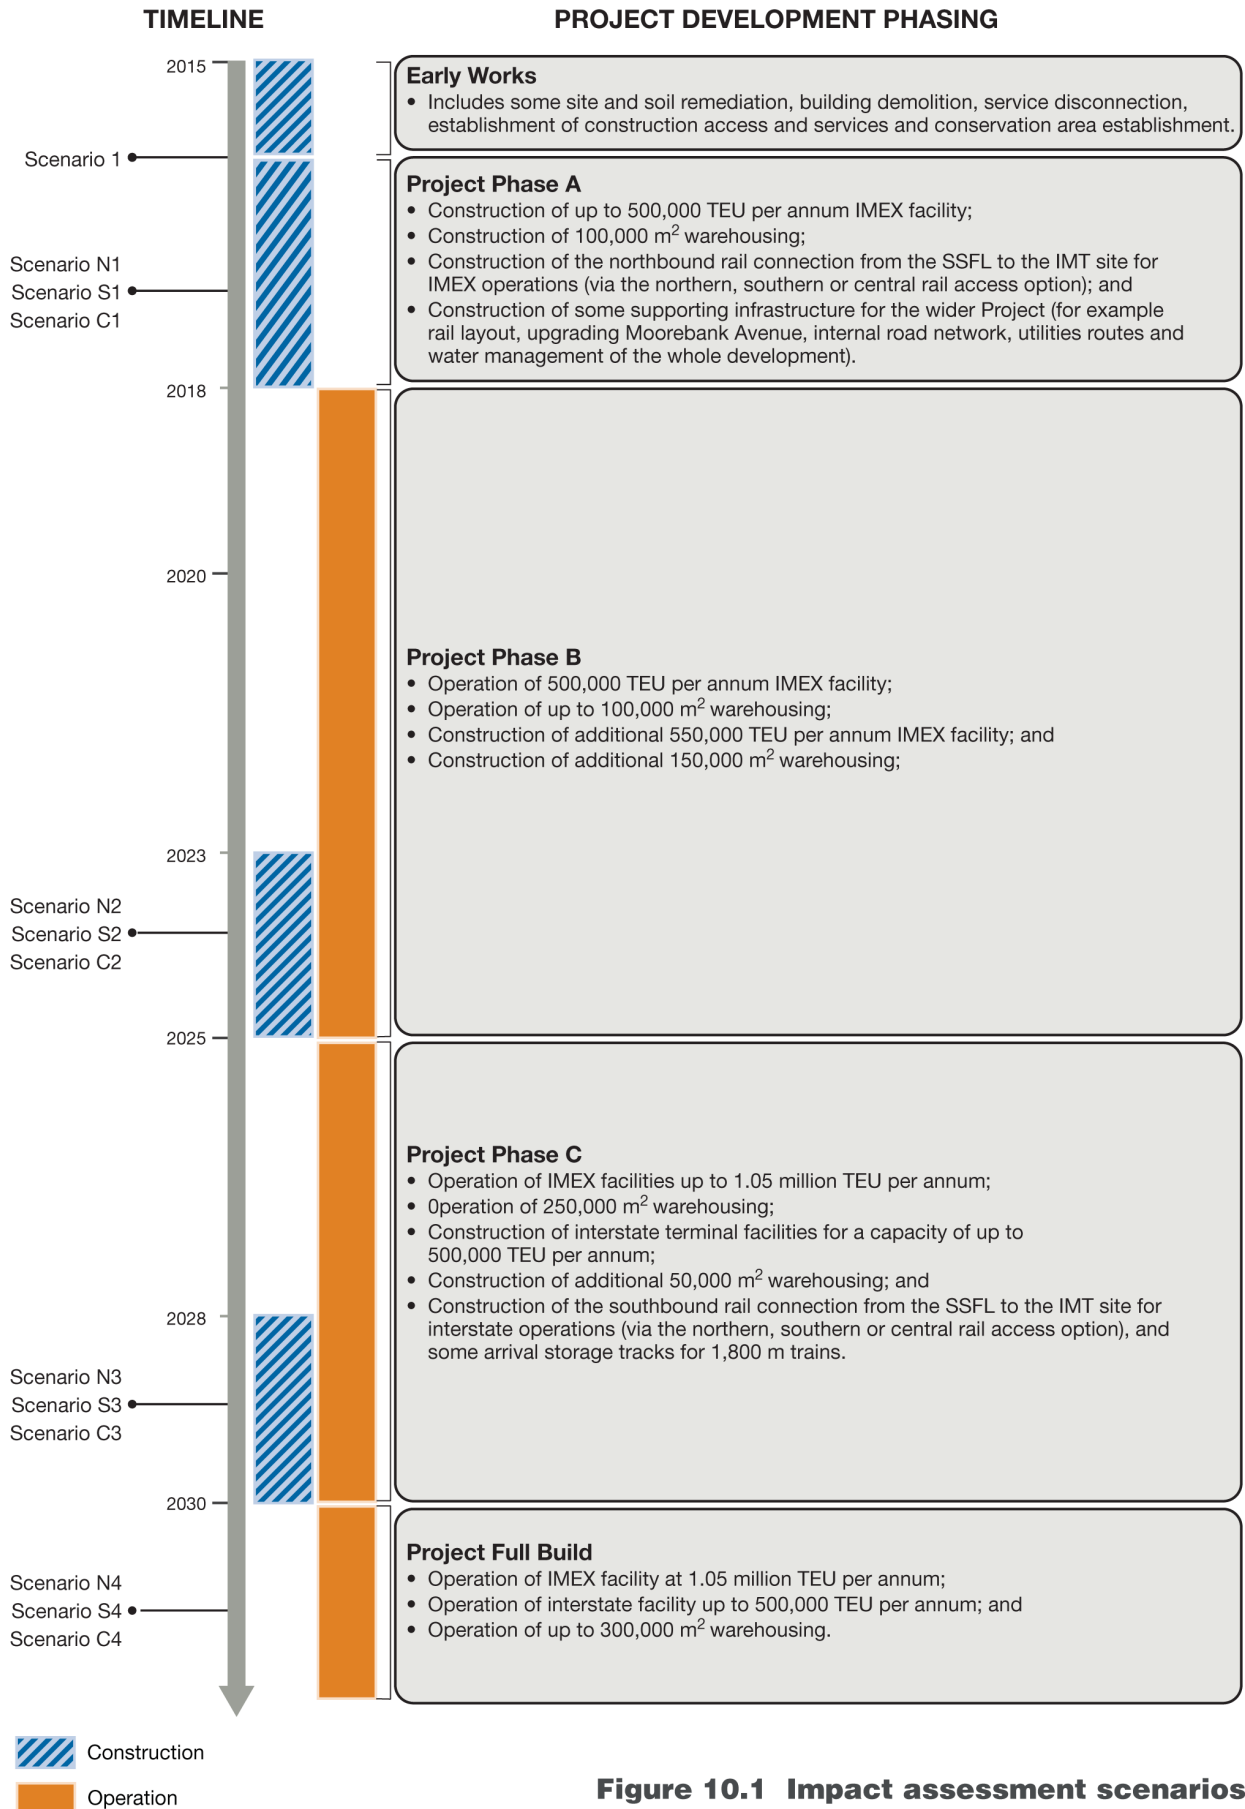 TIMELINE
PROJECT DEVELOPMENT PHASING
2015
Early Works
• Includes some site and soil remediation, building demolition, service disconnection,
establishment of construction access and services and conservation area establishment.
Scenario 1
Project Phase A
• Construction of up to 500,000 TEU per annum IMEX facility;
• Construction of 100,000 m² warehousing;
• Construction of the northbound rail connection from the SSFL to the IMT site for
IMEX operations (via the northern, southern or central rail access option); and
• Construction of some supporting infrastructure for the wider Project (for example
rail layout, upgrading Moorebank Avenue, internal road network, utilities routes and
water management of the whole development).
Scenario N1
Scenario S1
Scenario C1
2018
2020
Project Phase B
• Operation of 500,000 TEU per annum IMEX facility;
• Operation of up to 100,000 m² warehousing;
• Construction of additional 550,000 TEU per annum IMEX facility; and
• Construction of additional 150,000 m² warehousing;
2023
Scenario N2
Scenario S2
Scenario C2
2025
Project Phase C
• Operation of IMEX facilities up to 1.05 million TEU per annum;
• 0peration of 250,000 m² warehousing;
• Construction of interstate terminal facilities for a capacity of up to
500,000 TEU per annum;
• Construction of additional 50,000 m² warehousing; and
• Construction of the southbound rail connection from the SSFL to the IMT site for
interstate operations (via the northern, southern or central rail access option), and
some arrival storage tracks for 1,800 m trains.
2028
Scenario N3
Scenario S3
Scenario C3
2030
Project Full Build
• Operation of IMEX facility at 1.05 million TEU per annum;
• Operation of interstate facility up to 500,000 TEU per annum; and
• Operation of up to 300,000 m² warehousing.
Scenario N4
Scenario S4
Scenario C4
Construction
Operation
Figure 10.1 Impact assessment scenarios